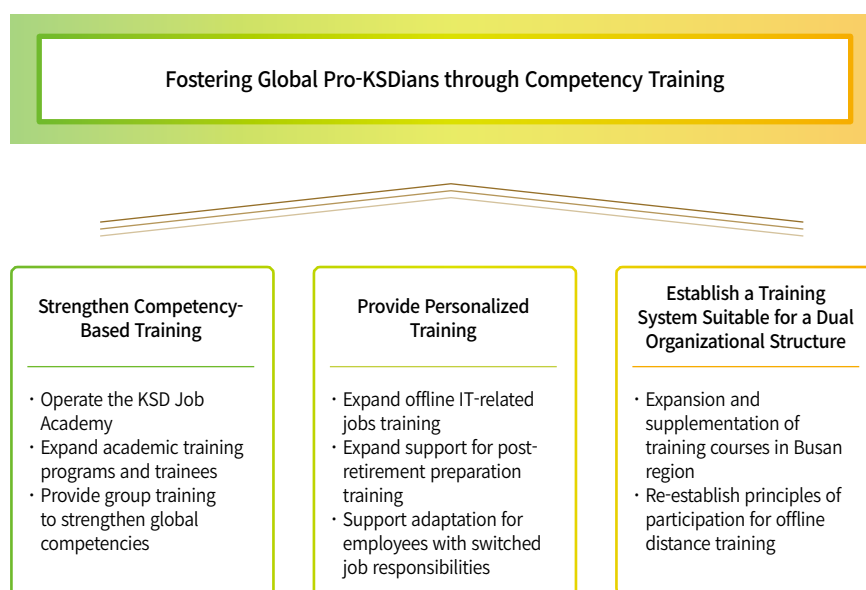 Fostering Global Pro-KSDians through Competency Training
Strengthen Competency-
Based Training
· Operate the KSD Job
Academy
· Expand academic training
programs and trainees
· Provide group training
to strengthen global
competencies
Provide Personalized
Training
· Expand offline IT-related
jobs training
· Expand support for post-
retirement preparation
training
· Support adaptation for
employees with switched
job responsibilities
Establish a Training
System Suitable for a Dual
Organizational Structure
· Expansion and
supplementation of
training courses in Busan
region
· Re-establish principles of
participation for offline
distance training